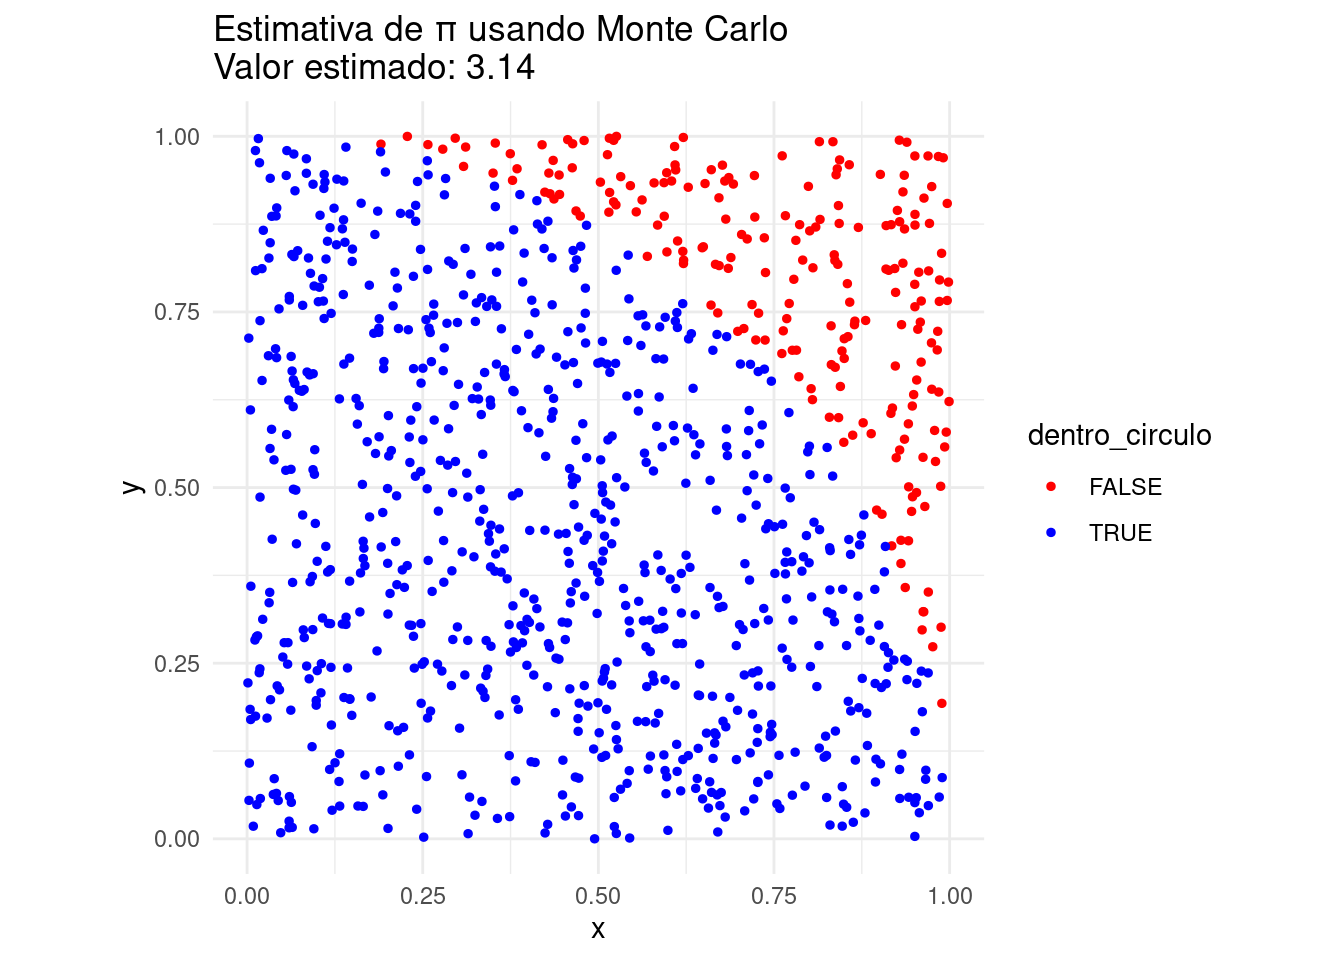 Estimativa de π usando Monte Carlo
Valor estimado: 3.14
1.00
0.75
0.50
0.25
0.00
y
0.00 0.25 0.50 0.75 1.00
x
dentro_circulo
FALSE
TRUE